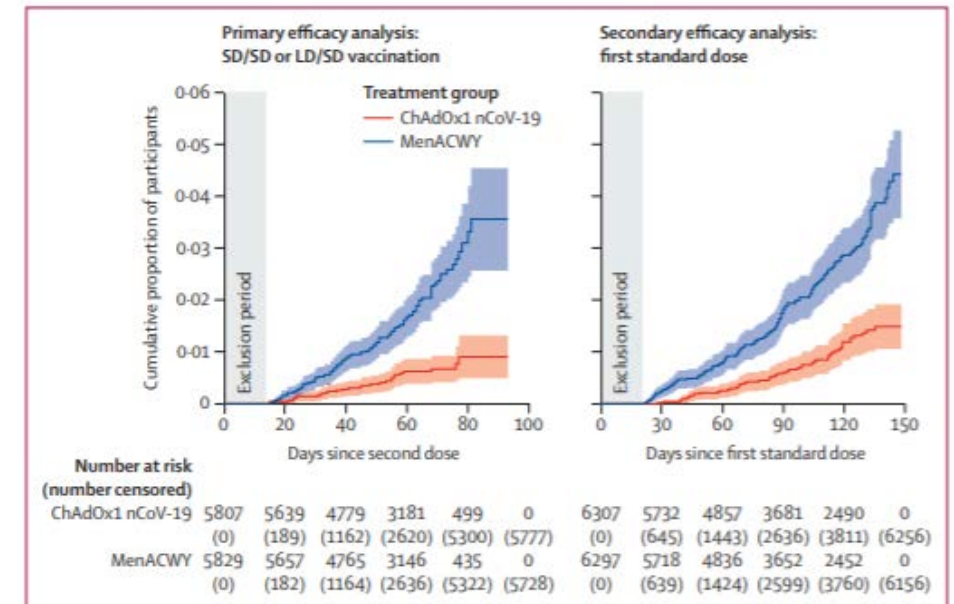 Primary efficacy analysis:
SD/SD or LD/SD vaccination
Secondary efficacy analysis:
first standard dose
Treatment group
ChAdOx1 nCoV-19
MenACWY
Cumulative proportion of participants
0·06
0·05
0·04
0·03
0·02
0·01
0
Exclusion period
Exclusion period
0 20 40 60 80 100
0 30 60 90 120 150
Days since second dose
Days since first standard dose
Number at risk
(number censored)
ChAdOx1 nCoV-19 5807 5639 4779 3181 499 0 6307 5732 4857 3681 2490 0
(0) (189) (1162) (2620) (5300) (5777) (0) (645) (1443) (2636) (3811) (6256)
MenACWY 5829 5657 4765 3146 435 0 6297 5718 4836 3652 2452 0
(0) (182) (1164) (2636) (5322) (5728) (0) (639) (1424) (2599) (3760) (6156)